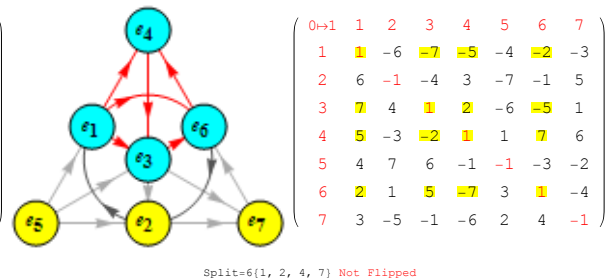 e4
e1
e6
e3
e5
e2
e7
0↦1 1 2 3 4 5 6 7
1 1 −6 −7 −5 −4 −2 −3
2 6 −1 −4 3 −7 −1 5
3 7 4 1 2 −6 −5 1
4 5 −3 −2 1 1 7 6
5 4 7 6 −1 −1 −3 −2
6 2 1 5 −7 3 1 −4
7 3 −5 −1 −6 2 4 −1
Split=6{1, 2, 4, 7} Not Flipped